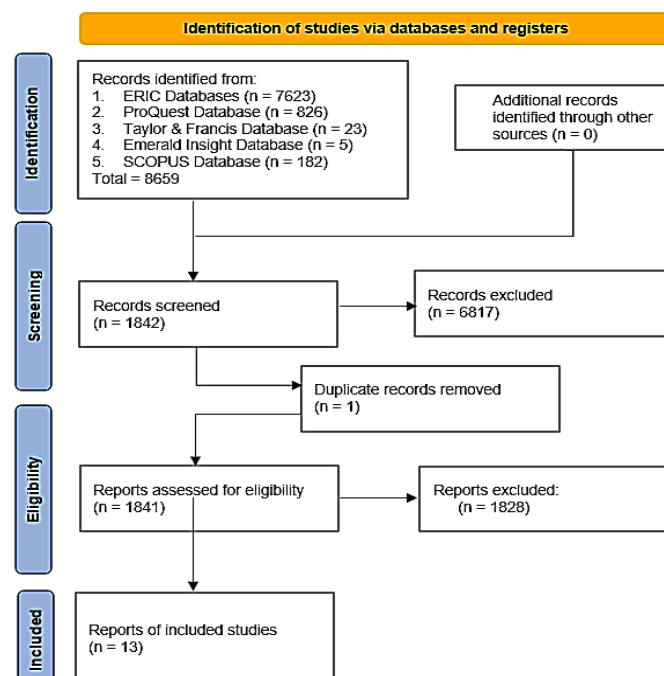 Identification of studies via databases and registers
Identification
Records identified from:
1. ERIC Databases (n = 7623)
2. ProQuest Database (n = 826)
3. Taylor & Francis Database (n = 23)
4. Emerald Insight Database (n = 5)
5. SCOPUS Database (n = 182)
Total = 8659
Additional records
identified through other
sources (n = 0)
Screening
Records screened
(n = 1842)
Records excluded
(n = 6817)
Duplicate records removed
(n = 1)
Eligibility
Reports assessed for eligibility
(n = 1841)
Reports excluded:
(n = 1828)
Included
Reports of included studies
(n = 13)